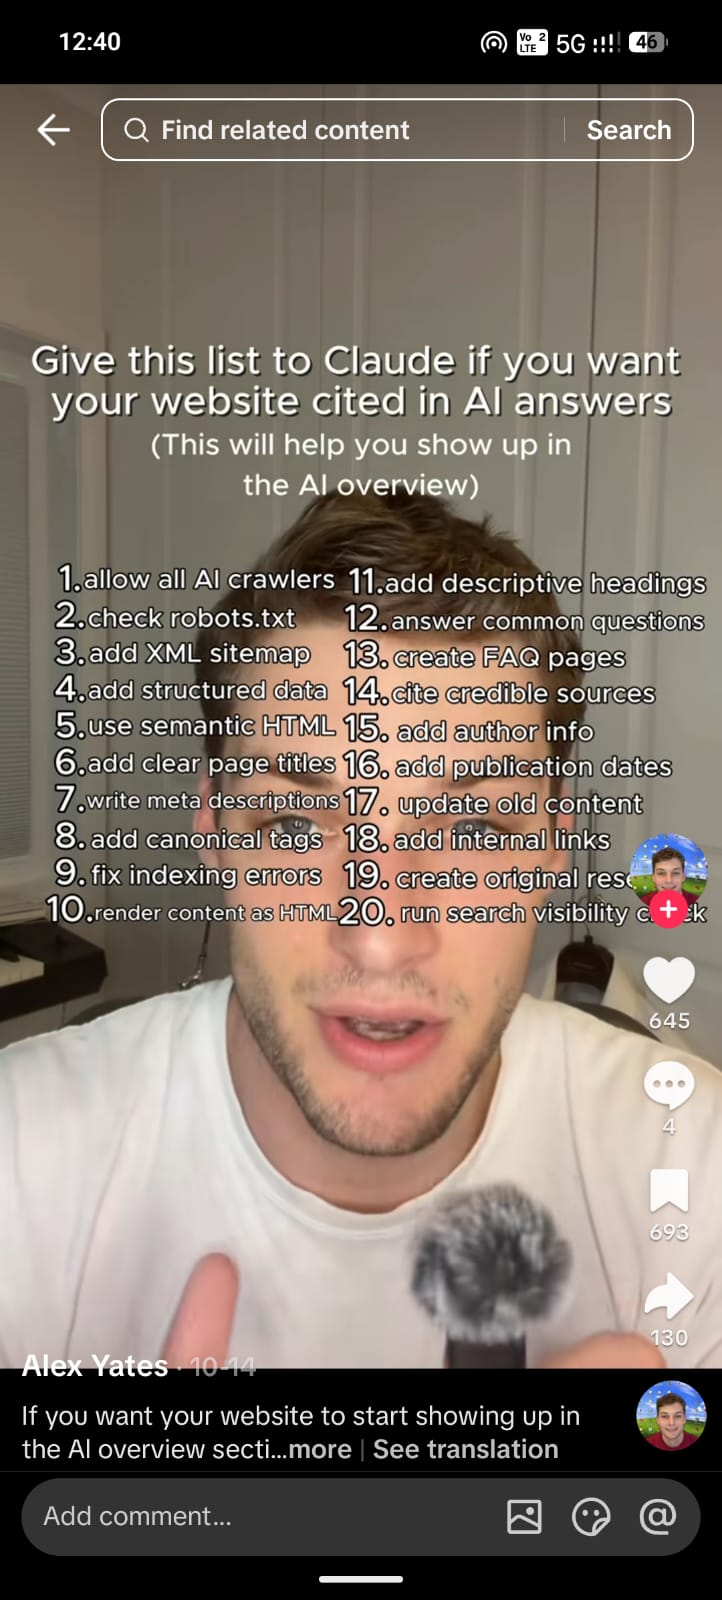 12:40
Vo 2
LTE
5G
46
Find related content
Search
Give this list to Claude if you want
your website cited in AI answers
(This will help you show up in
the AI overview)
1.allow all AI crawlers
2.check robots.txt
3.add XML sitemap
4.add structured data
5.use semantic HTML
6.add clear page titles
7.write meta descriptions
8.add canonical tags
9.fix indexing errors
10.render content as HTML
11.add descriptive headings
12.answer common questions
13.create FAQ pages
14.cite credible sources
15. add author info
16. add publication dates
17. update old content
18.add internal links
19. create original
20. run search visibility
645
4
693
130
Alex Yates · 10-14
If you want your website to start showing up in
the AI overview secti...more | See translation
Add comment...